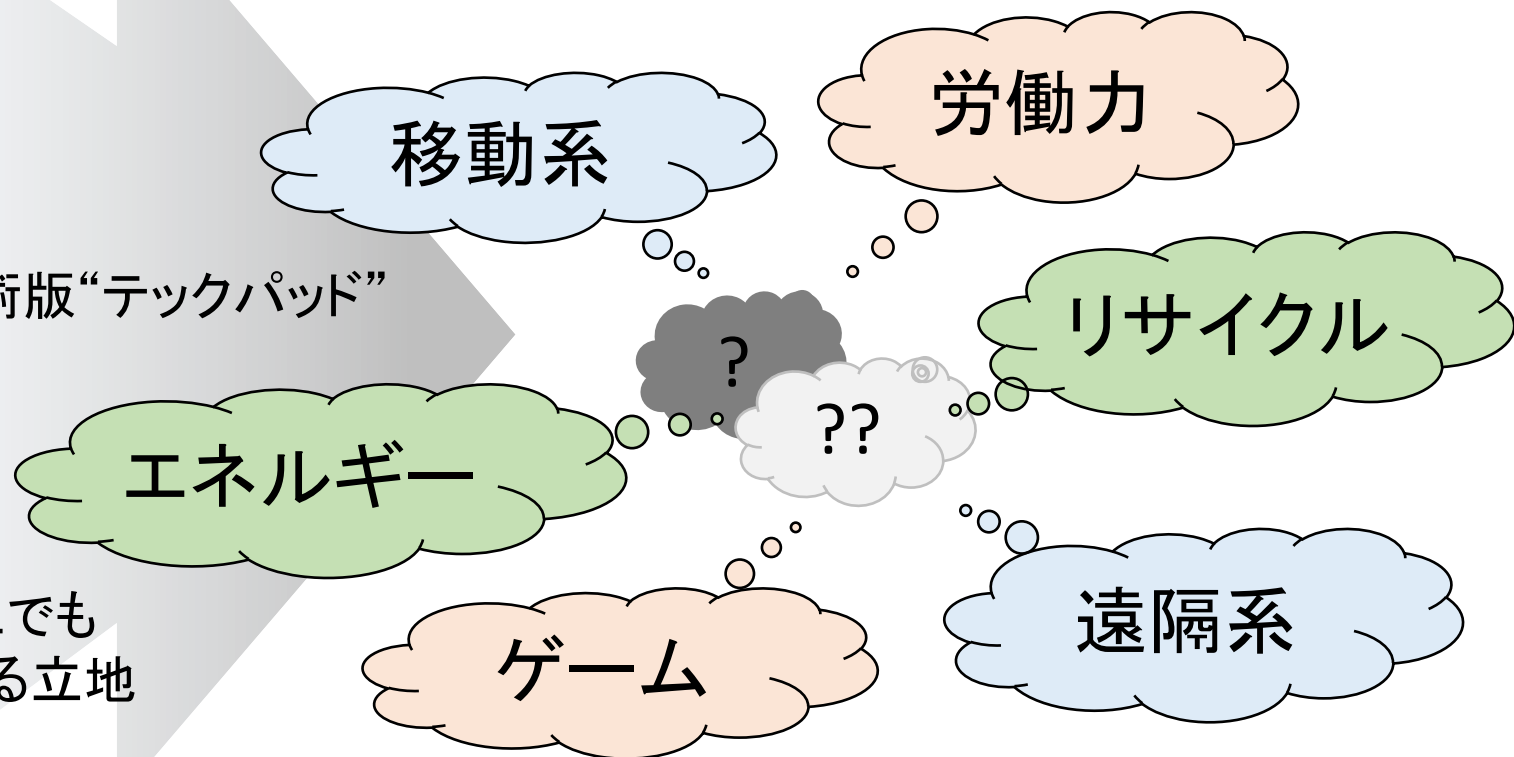 労働力
移動系
術版“テックパッド”
リサイクル
?
??
エネルギー
でも
る立地
ゲーム
遠隔系